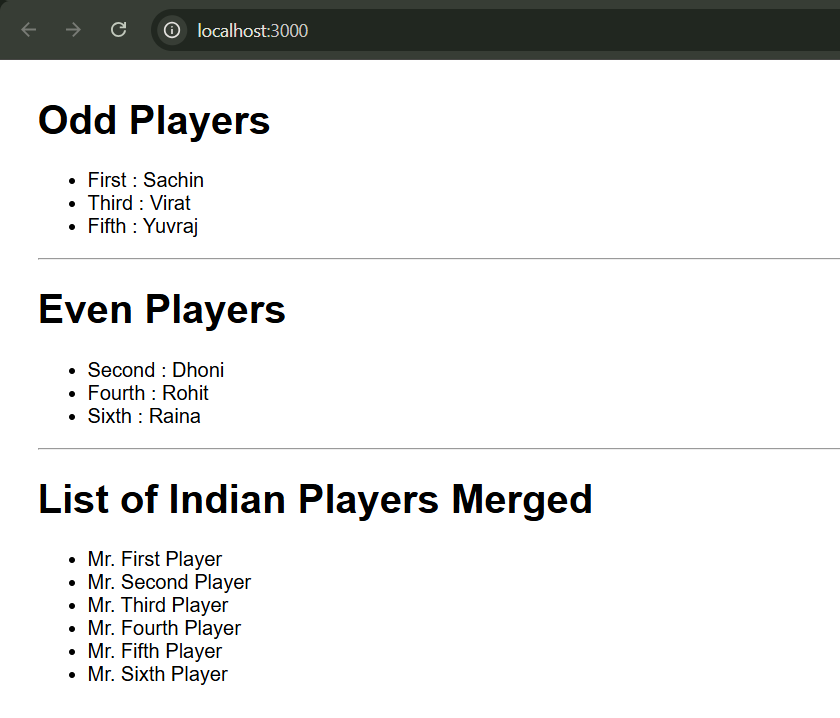 localhost:3000
Odd Players
First : Sachin
Third : Virat
Fifth : Yuvraj
Even Players
Second : Dhoni
Fourth : Rohit
Sixth : Raina
List of Indian Players Merged
Mr. First Player
Mr. Second Player
Mr. Third Player
Mr. Fourth Player
Mr. Fifth Player
Mr. Sixth Player